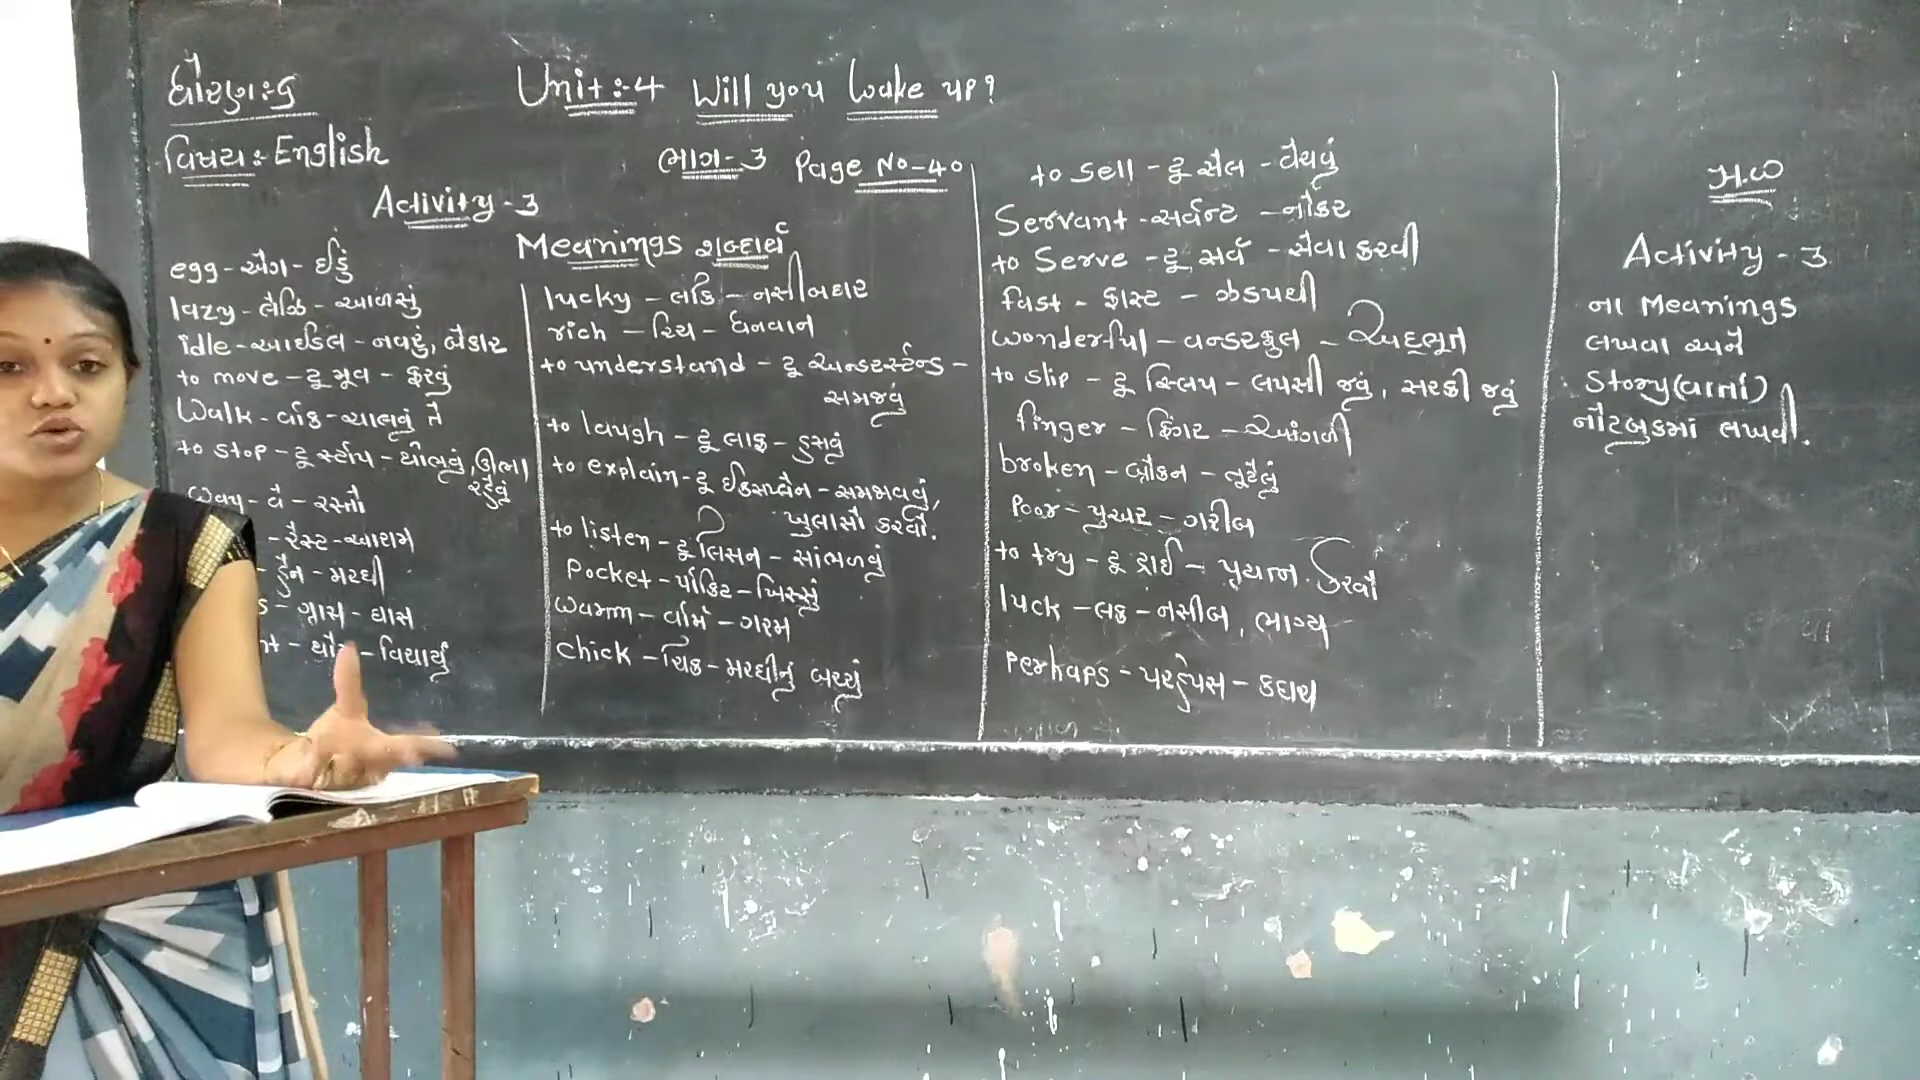 ધોરણ:૬
Unit:-4 Will you wake up?
વિષય: English
ભાગ-૩ Page No-40
Activity-3
Meanings શબ્દાર્થ
egg - એગ - ઈંડું
lazy - લેઝિ - આળસું
idle - આઈડલ - નવરું, બેકાર
to move - ટૂ મૂવ - ફરવું
Walk - વૉક - ચાલવું તે
to stop - ટૂ સ્ટૉપ - થોભવું, ઊભા
રહેવું
Way - વે - રસ્તો
- રેસ્ટ - આરામ
- હેન - મરઘી
s - ગ્રાસ - ઘાસ
ht - થૉટ - વિચાર્યું
lucky - લકિ - નસીબદાર
rich - રિચ - ધનવાન
to understand - ટૂ અન્ડરસ્ટેન્ડ -
સમજવું
to laugh - ટૂ લાફ - હસવું
to explain - ટૂ ઈકસપ્લેન - સમજાવવું,
ખુલાસો કરવો.
to listen - ટૂ લિસન - સાંભળવું
Pocket - પૉકિટ - ખિસ્સું
Warm - વૉર્મ - ગરમ
chick - ચિક - મરઘીનું બચ્ચું
to sell - ટૂ સેલ - વેચવું
Servant - સર્વન્ટ - નોકર
to Serve - ટૂ સર્વ - સેવા કરવી
fast - ફાસ્ટ - ઝડપથી
wonderful - વન્ડરફુલ - અદ્ભૂત
to slip - ટૂ સ્લિપ - લપસી જવું, સરકી જવું
finger - ફિંગર - આંગળી
broken - બ્રોકન - તૂટેલું
Poor - પુઅર - ગરીબ
to try - ટૂ ટ્રાઈ - પ્રયત્ન કરવો
luck - લક - નસીબ, ભાગ્ય
Perhaps - પરહેપસ - કદાચ
H.W
Activity-3
ના Meanings
લખવા અને
Story(વાર્તા)
નોટબુકમાં લખવી.